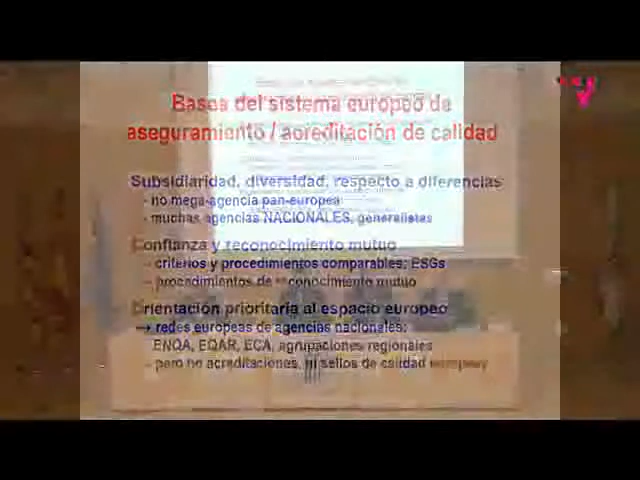 Bases del sistema europeo de
aseguramiento / acreditación de calidad
Subsidiaridad, diversidad, respecto a diferencias
- no mega-agencia pan-europea
- muchas agencias NACIONALES, generalistas
Confianza y reconocimiento mutuo
- criterios y procedimientos comparables: ESGs
- procedimientos de reconocimiento mutuo
Orientación prioritaria al espacio europeo
→ redes europeas de agencias nacionales:
ENQA, EQAR, ECA, agrupaciones regionales
- pero no acreditaciones, ni sellos de calidad europeos